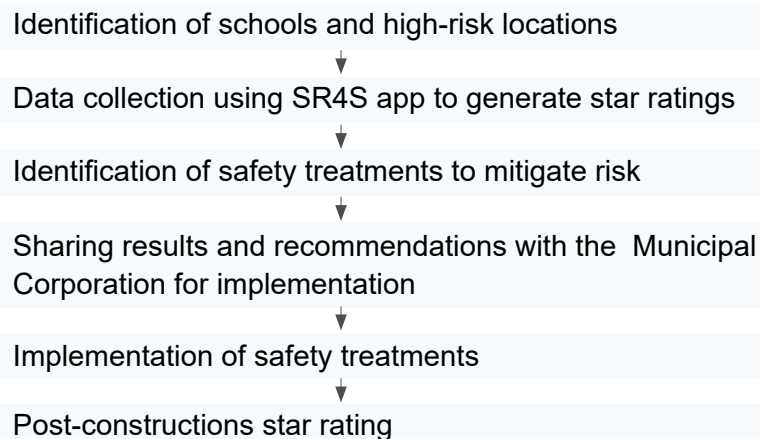 Identification of schools and high-risk locations
Data collection using SR4S app to generate star ratings
Identification of safety treatments to mitigate risk
Sharing results and recommendations with the Municipal
Corporation for implementation
Implementation of safety treatments
Post-constructions star rating